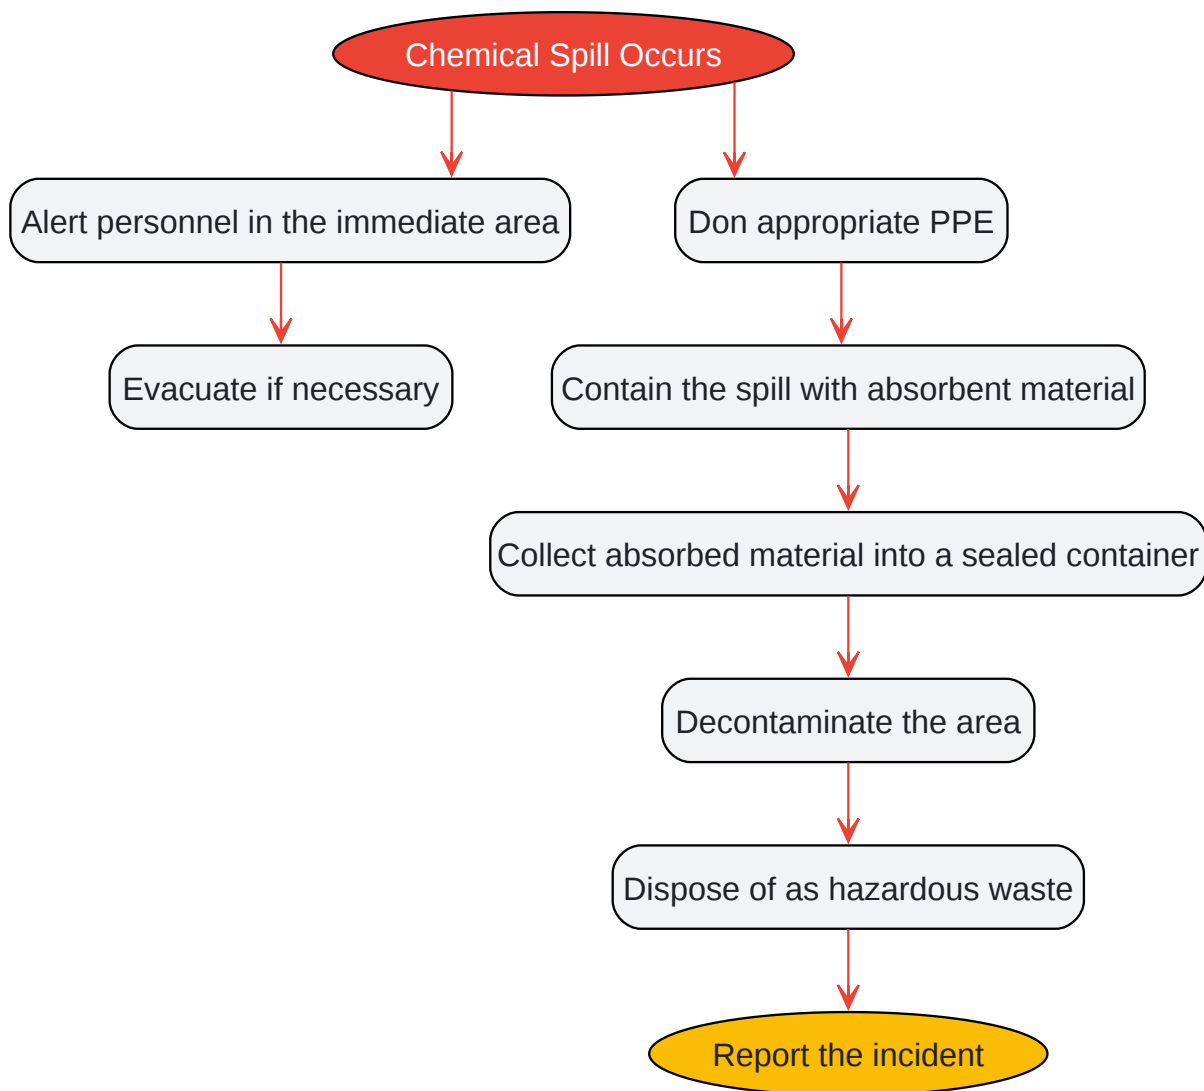 Chemical Spill Occurs
Alert personnel in the immediate area
Don appropriate PPE
Evacuate if necessary
Contain the spill with absorbent material
Collect absorbed material into a sealed container
Decontaminate the area
Dispose of as hazardous waste
Report the incident